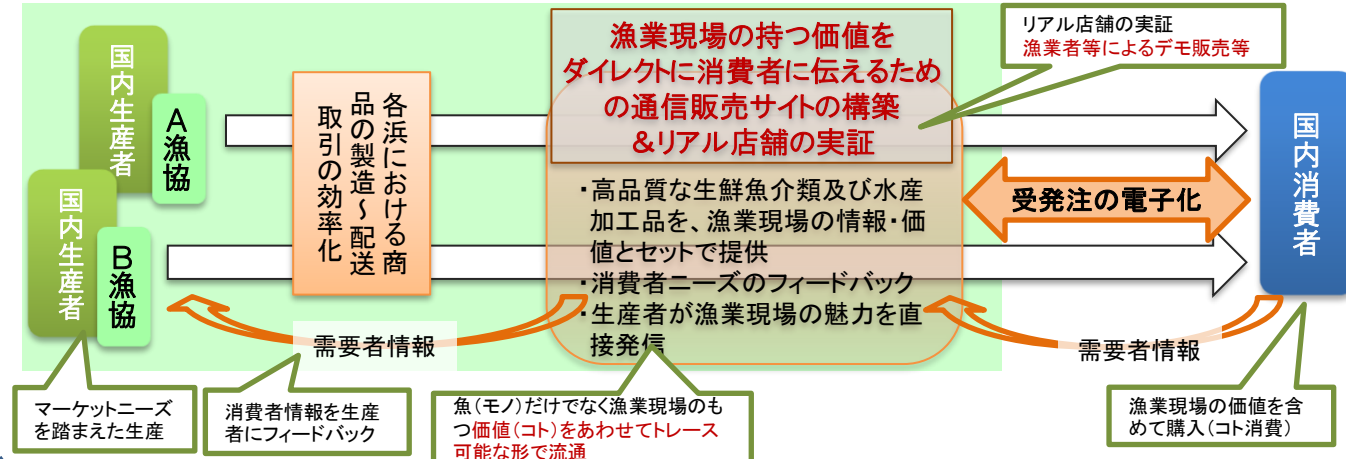 国内生産者
A漁協
国内生産者
B漁協
各浜における商
品の製造～配送
取引の効率化
漁業現場の持つ価値を
ダイレクトに消費者に伝えるため
の通信販売サイトの構築
＆リアル店舗の実証
・高品質な生鮮魚介類及び水産
加工品を、漁業現場の情報・価
値とセットで提供
・消費者ニーズのフィードバック
・生産者が漁業現場の魅力を直
接発信
リアル店舗の実証
漁業者等によるデモ販売等
受発注の電子化
国内消費者
需要者情報
需要者情報
マーケットニーズ
を踏まえた生産
消費者情報を生産
者にフィードバック
魚（モノ）だけでなく漁業現場のも
つ価値（コト）をあわせてトレース
可能な形で流通
漁業現場の価値を含
めて購入（コト消費）